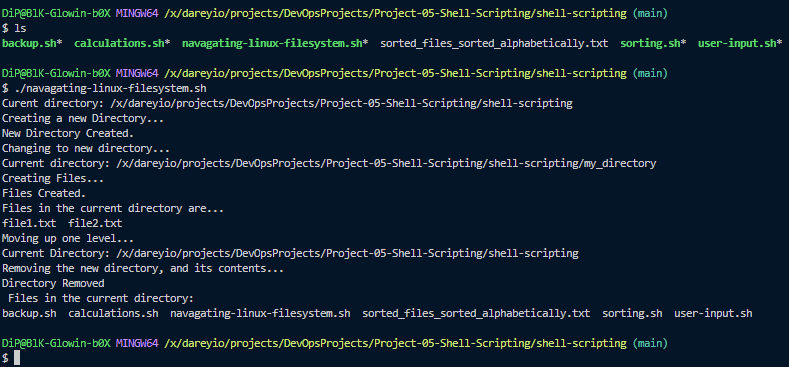 DiP@BlK-Glowin-b0X MINGW64 /x/dareyio/projects/DevOpsProjects/Project-05-Shell-Scripting/shell-scripting (main)
$ ls
backup.sh*  calculations.sh*  navagating-linux-filesystem.sh*  sorted_files_sorted_alphabetically.txt  sorting.sh*  user-input.sh*
DiP@BlK-Glowin-b0X MINGW64 /x/dareyio/projects/DevOpsProjects/Project-05-Shell-Scripting/shell-scripting (main)
$ ./navagating-linux-filesystem.sh
Curent directory: /x/dareyio/projects/DevOpsProjects/Project-05-Shell-Scripting/shell-scripting
Creating a new Directory...
New Directory Created.
Changing to new directory...
Current directory: /x/dareyio/projects/DevOpsProjects/Project-05-Shell-Scripting/shell-scripting/my_directory
Creating Files...
Files Created.
Files in the current directory are...
file1.txt  file2.txt
Moving up one level...
Current Directory: /x/dareyio/projects/DevOpsProjects/Project-05-Shell-Scripting/shell-scripting
Removing the new directory, and its contents...
Directory Removed
 Files in the current directory:
backup.sh  calculations.sh  navagating-linux-filesystem.sh  sorted_files_sorted_alphabetically.txt  sorting.sh  user-input.sh
DiP@BlK-Glowin-b0X MINGW64 /x/dareyio/projects/DevOpsProjects/Project-05-Shell-Scripting/shell-scripting (main)
$